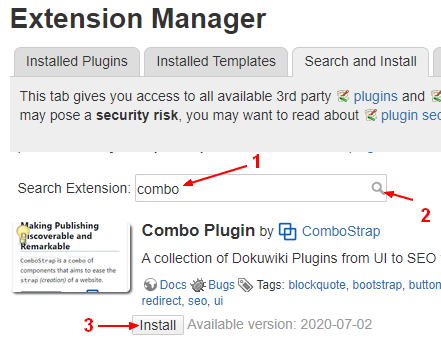 Extension Manager
Installed Plugins Installed Templates Search and Install
This tab gives you access to all available 3rd party plugins and
may pose a security risk, you may want to read about plugin sec
1
Search Extension: combo
2
Making Publishing
Discoverable and
Remarkable
ComboStrap is a combo of
components that aims to ease the
strap (creation) of a website.
Combo Plugin by ComboStrap
A collection of Dokuwiki Plugins from UI to SEO
Docs Bugs Tags: blockquote, bootstrap, button
redirect, seo, ui
3 Install Available version: 2020-07-02